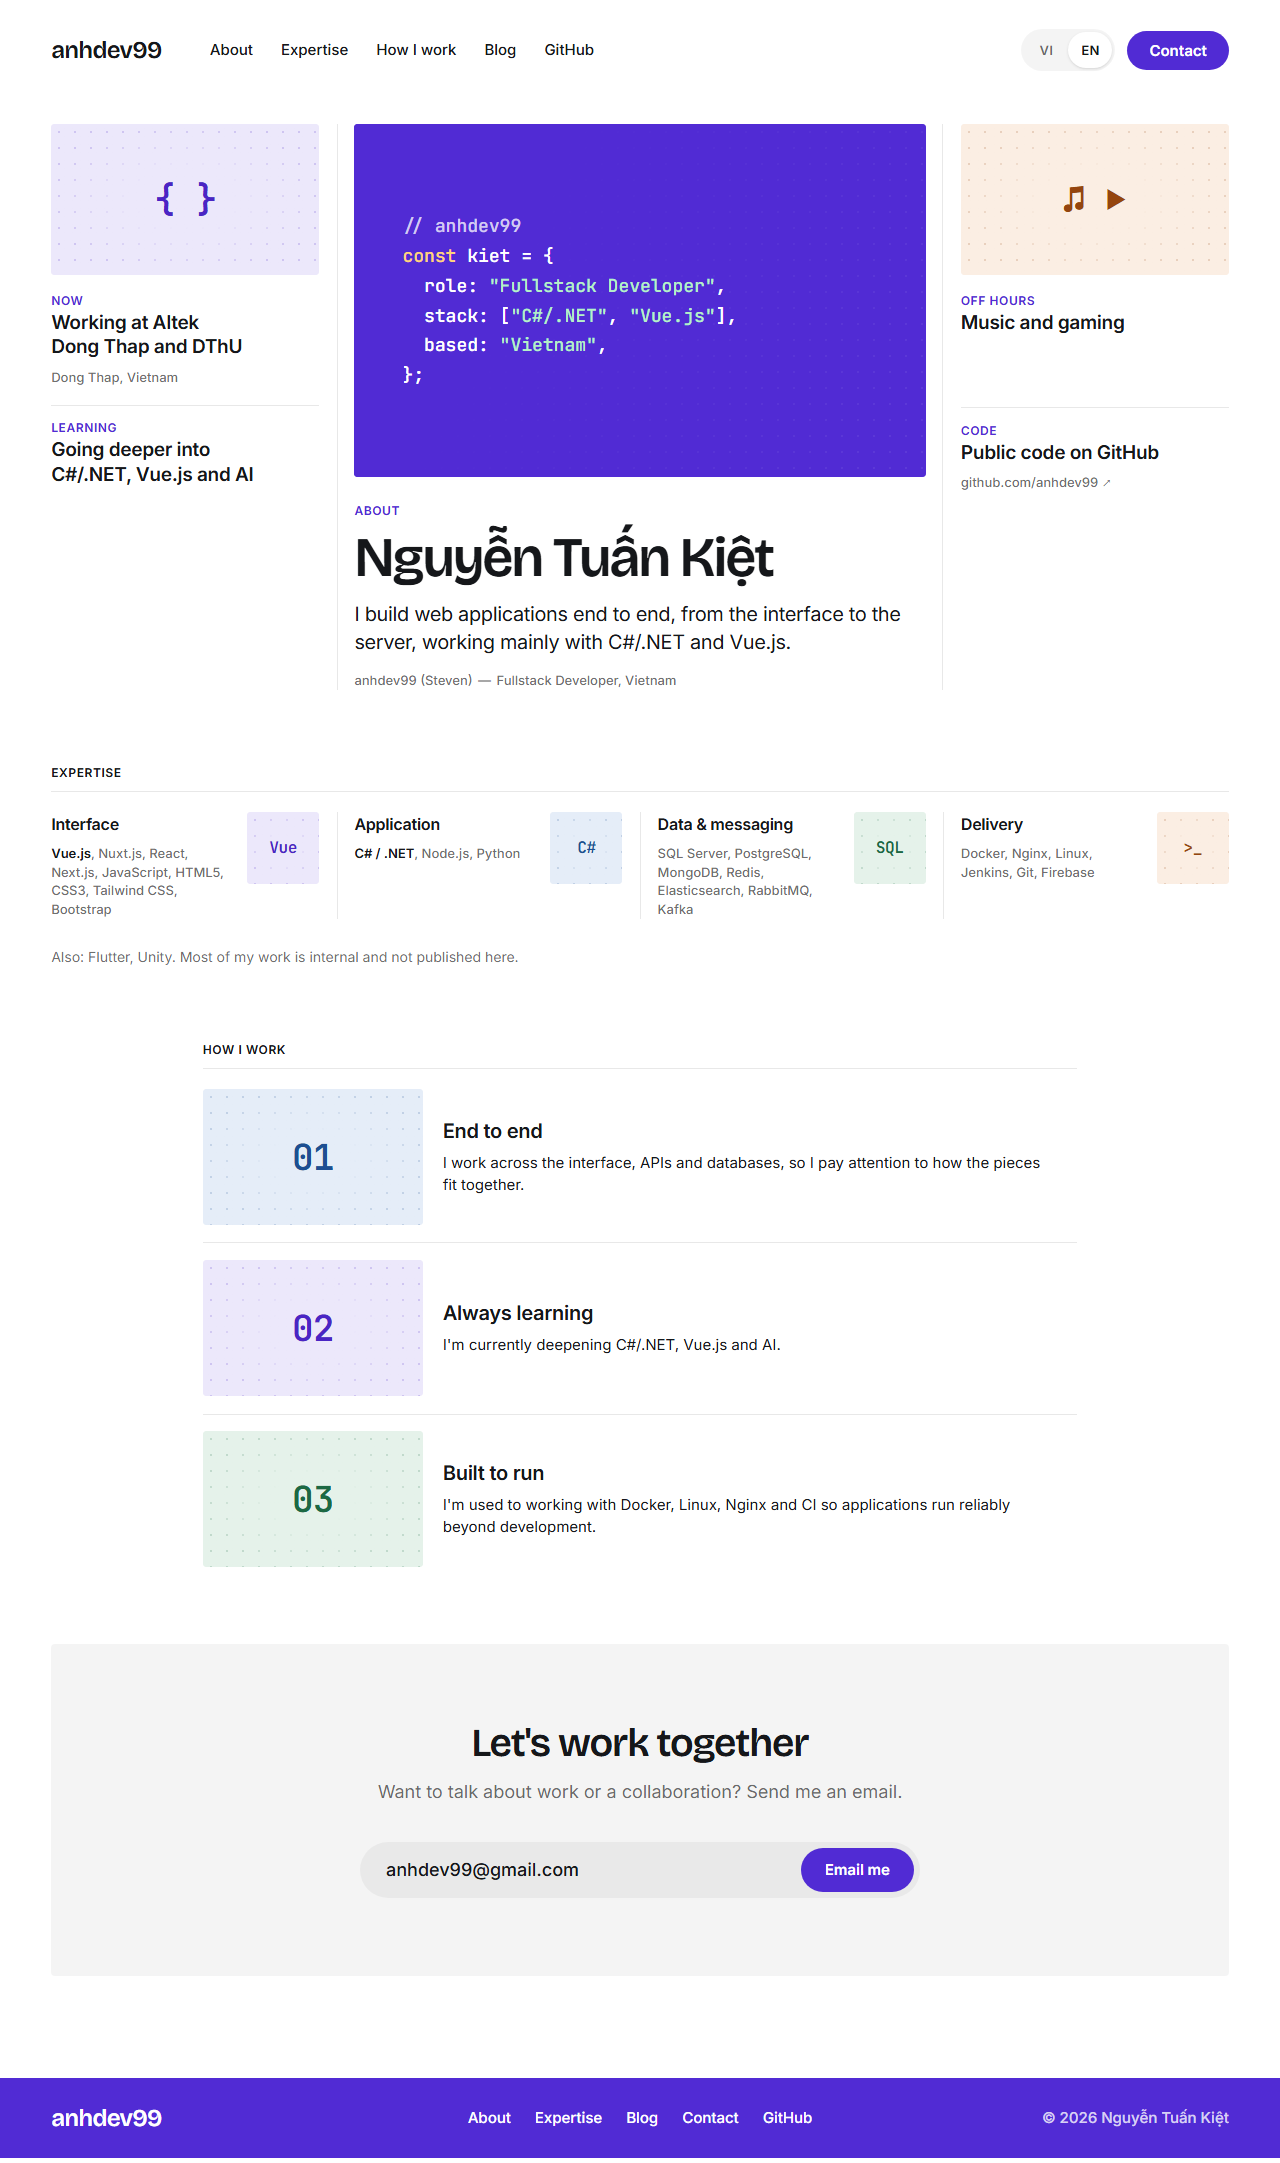 anhdev99
About
Expertise
How I work
Blog
GitHub
VI
EN
Contact
{ }
NOW
Working at Altek
Dong Thap and DThU
Dong Thap, Vietnam
LEARNING
Going deeper into
C#/.NET, Vue.js and AI
// anhdev99
const kiet = {
role: "Fullstack Developer",
stack: ["C#/.NET", "Vue.js"],
based: "Vietnam",
};
ABOUT
Nguyễn Tuấn Kiệt
I build web applications end to end, from the interface to the
server, working mainly with C#/.NET and Vue.js.
anhdev99 (Steven) — Fullstack Developer, Vietnam
♫ ▶
OFF HOURS
Music and gaming
CODE
Public code on GitHub
github.com/anhdev99 ↗
EXPERTISE
Interface
Vue.js, Nuxt.js, React,
Next.js, JavaScript, HTML5,
CSS3, Tailwind CSS,
Bootstrap
Vue
Application
C# / .NET, Node.js, Python
C#
Data & messaging
SQL Server, PostgreSQL,
MongoDB, Redis,
Elasticsearch, RabbitMQ,
Kafka
SQL
Delivery
Docker, Nginx, Linux,
Jenkins, Git, Firebase
>_
Also: Flutter, Unity. Most of my work is internal and not published here.
HOW I WORK
01
End to end
I work across the interface, APIs and databases, so I pay attention to how the pieces
fit together.
02
Always learning
I'm currently deepening C#/.NET, Vue.js and AI.
03
Built to run
I'm used to working with Docker, Linux, Nginx and CI so applications run reliably
beyond development.
Let's work together
Want to talk about work or a collaboration? Send me an email.
anhdev99@gmail.com
Email me
anhdev99
About
Expertise
Blog
Contact
GitHub
© 2026 Nguyễn Tuấn Kiệt